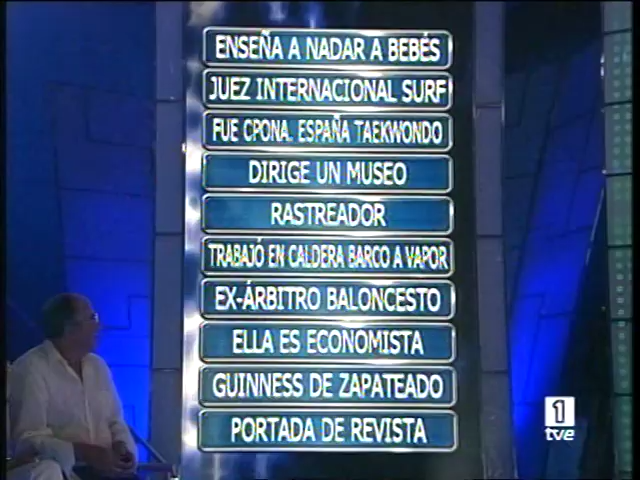 ENSEÑA A NADAR A BEBÉS
JUEZ INTERNACIONAL SURF
FUE CPONA. ESPAÑA TAEKWONDO
DIRIGE UN MUSEO
RASTREADOR
TRABAJÓ EN CALDERA BARCO A VAPOR
EX-ÁRBITRO BALONCESTO
ELLA ES ECONOMISTA
GUINNESS DE ZAPATEADO
PORTADA DE REVISTA
1
tve